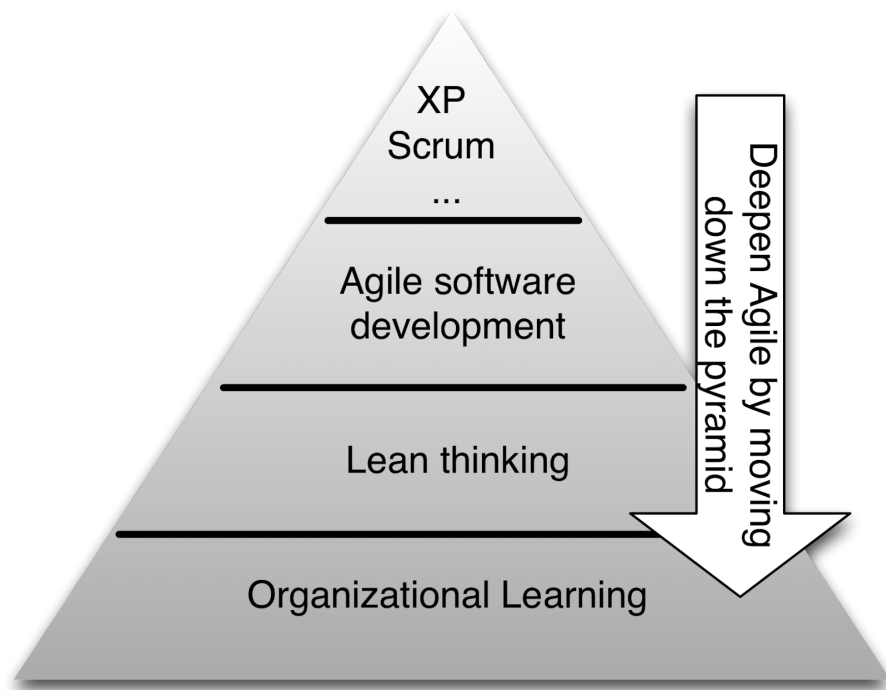 XP
Scrum
...
Agile software
development
Lean thinking
Organizational Learning
Deepen Agile by moving
down the pyramid